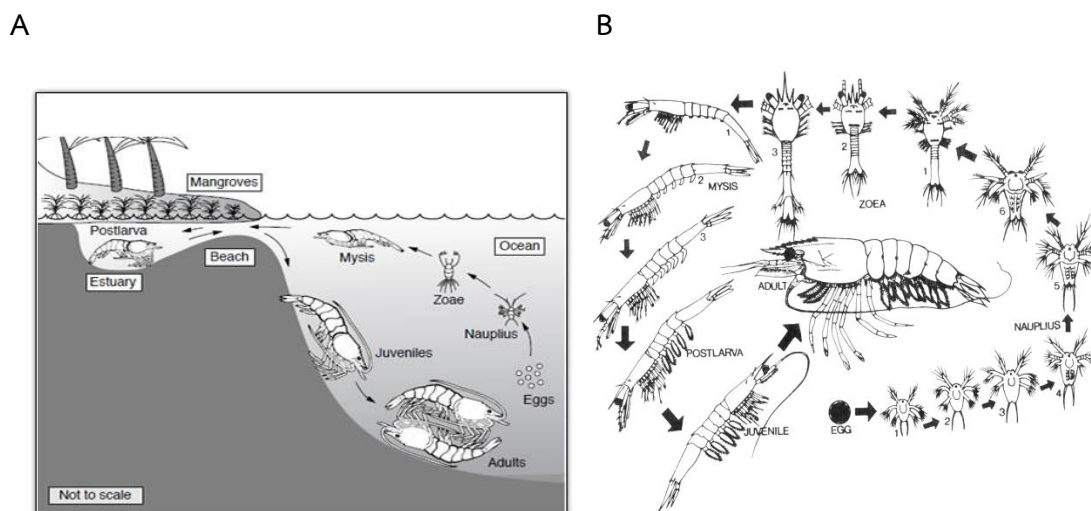 A
Mangroves
Postlarva
Estuary
Beach
Mysis
Ocean
Zoae
Nauplius
Juveniles
Eggs
Adults
Not to scale
B
1
2
MYSIS
3
3
2
1
ZOEA
6
5
NAUPLIUS
4
3
2
1
EGG
ADULT
POSTLARVA
JUVENILE